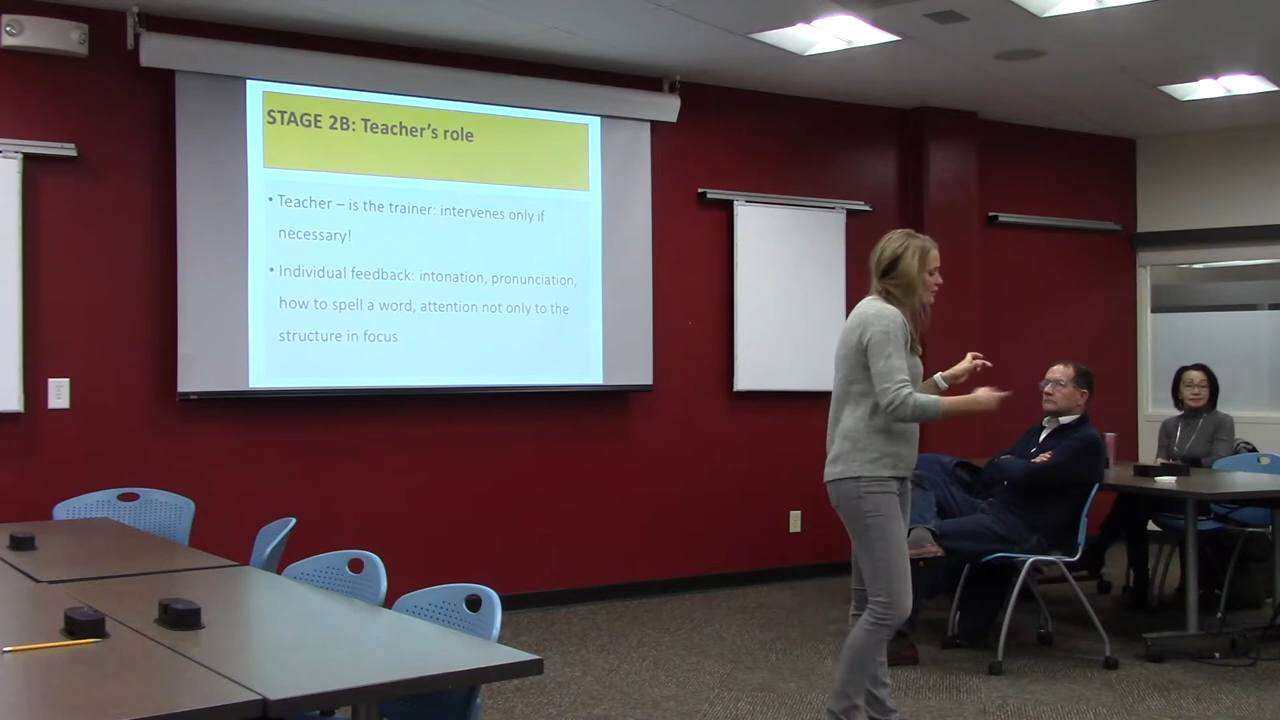 STAGE 2B: Teacher's role
• Teacher – is the trainer: intervenes only if
necessary!
• Individual feedback: intonation, pronunciation,
how to spell a word, attention not only to the
structure in focus